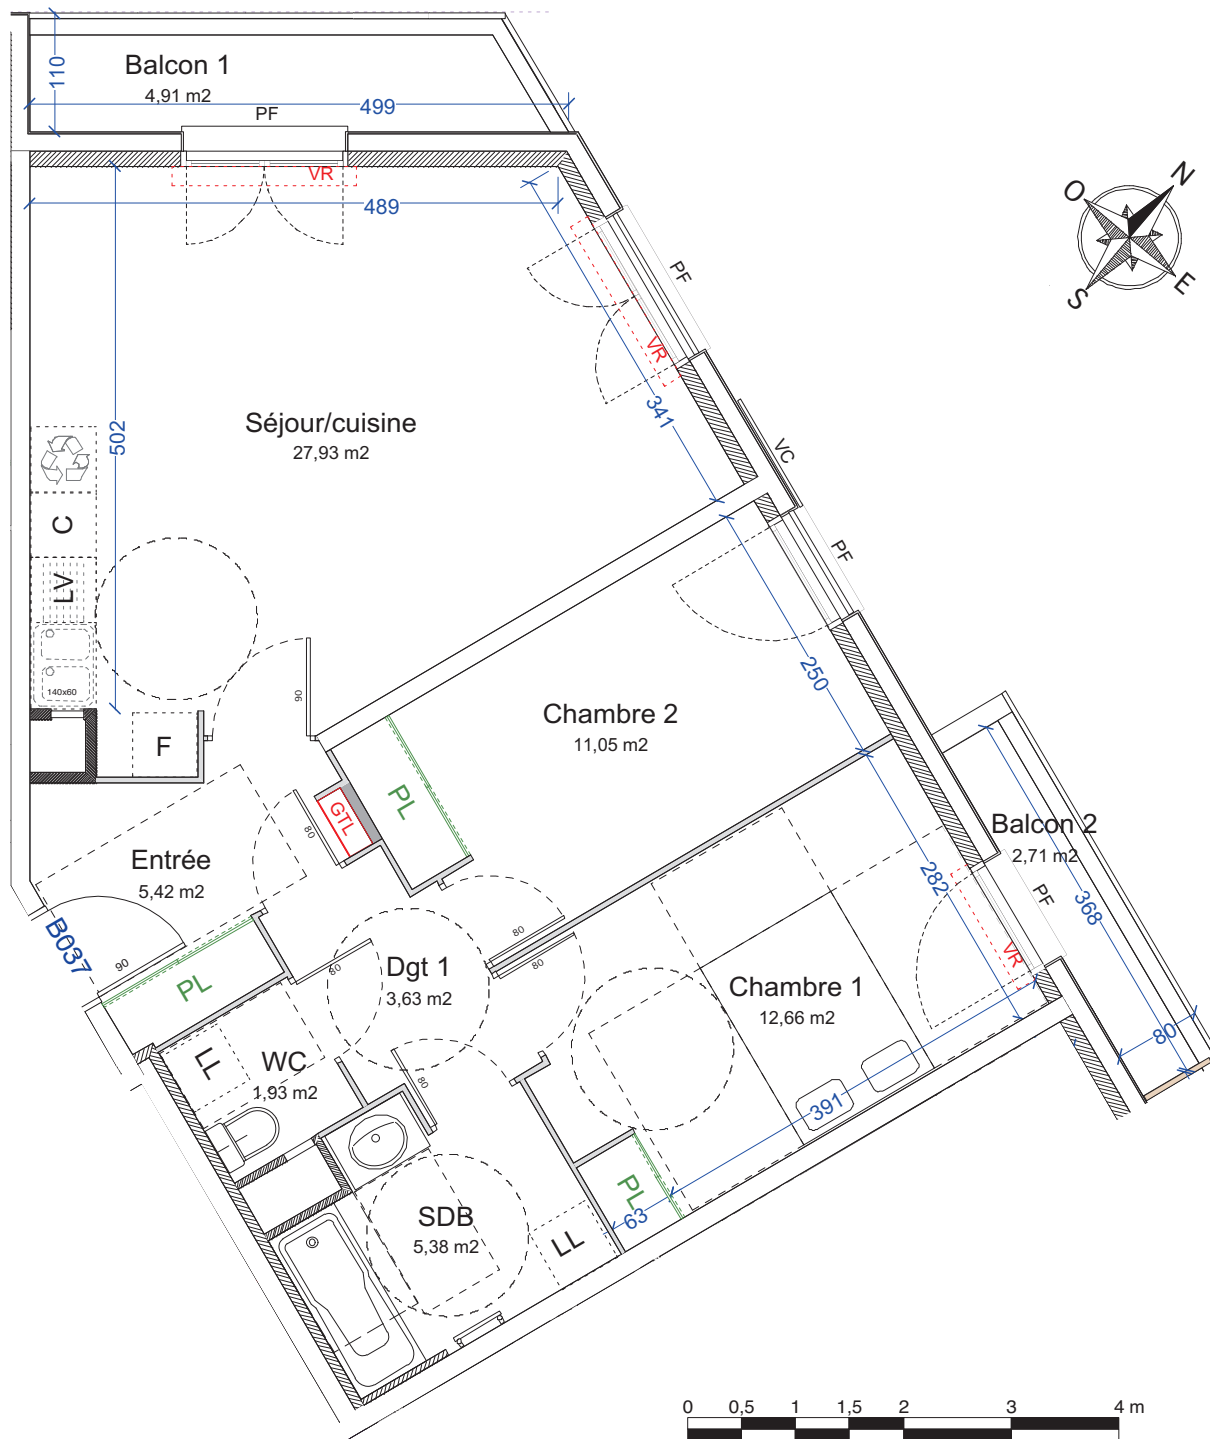 Balcon 1
4,91 m2
110
499
PF
VR
489
N
O
E
S
PF
VR
341
VC
Séjour/cuisine
27,93 m2
502
C
LV
140x60
F
90
PF
250
Chambre 2
11,05 m2
PL
GTL
80
Entrée
5,42 m2
B037
90
PL
Balcon 2
2,71 m2
282
368
PF
VR
80
80
80
80
Dgt 1
3,63 m2
Chambre 1
12,66 m2
WC
1,93 m2
LL
80
391
PL
63
SDB
5,38 m2
LL
0 0,5 1 1,5 2 3 4 m